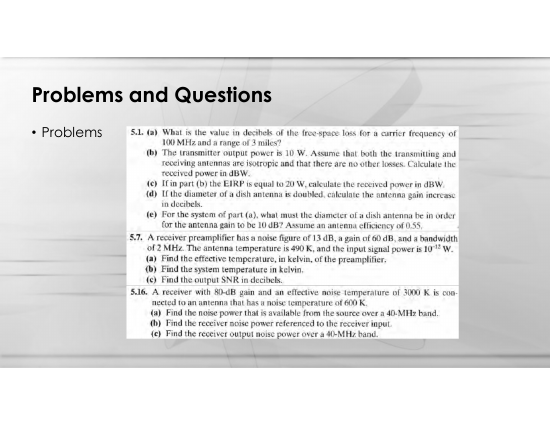 Problems and Questions
• Problems
5.1. (a) What is the value in decibels of the free-space loss for a carrier frequency of
100 MHz and a range of 3 miles?
(b) The transmitter output power is 10 W. Assume that both the transmitting and
receiving antennas are isotropic and that there are no other losses. Calculate the
received power in dBW.
(c) If in part (b) the EIRP is equal to 20 W, calculate the received power in dBW.
(d) If the diameter of a dish antenna is doubled, calculate the antenna gain increase
in decibels.
(e) For the system of part (a), what must the diameter of a dish antenna be in order
for the antenna gain to be 10 dB? Assume an antenna efficiency of 0.55.
5.7. A receiver preamplifier has a noise figure of 13 dB, a gain of 60 dB, and a bandwidth
of 2 MHz. The antenna temperature is 490 K, and the input signal power is 10⁻¹² W.
(a) Find the effective temperature, in kelvin, of the preamplifier.
(b) Find the system temperature in kelvin.
(c) Find the output SNR in decibels.
5.16. A receiver with 80-dB gain and an effective noise temperature of 3000 K is con-
nected to an antenna that has a noise temperature of 600 K.
(a) Find the noise power that is available from the source over a 40-MHz band.
(b) Find the receiver noise power referenced to the receiver input.
(c) Find the receiver output noise power over a 40-MHz band.